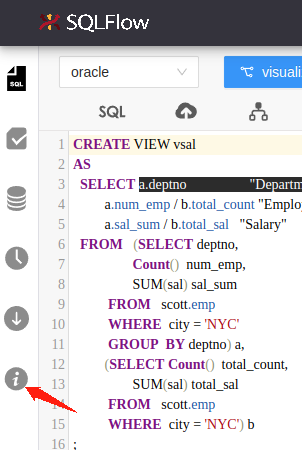 SQLFlow
SQL
oracle
visuali
SQL
1 CREATE VIEW vsal
2 AS
3 SELECT a.deptno "Departm
4 a.num_emp / b.total_count "Employ
5 a.sal_sum / b.total_sal "Salary"
6 FROM (SELECT deptno,
7 Count() num_emp,
8 SUM(sal) sal_sum
9 FROM scott.emp
10 WHERE city = 'NYC'
11 GROUP BY deptno) a,
12 (SELECT Count() total_count,
13 SUM(sal) total_sal
14 FROM scott.emp
15 WHERE city = 'NYC') b
16 ;